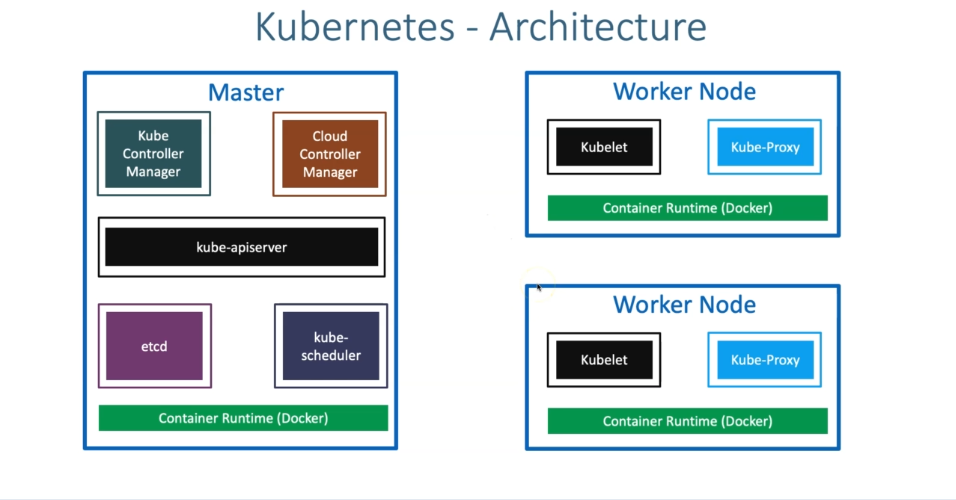 Kubernetes - Architecture
Master
Kube
Controller
Manager
Cloud
Controller
Manager
kube-apiserver
etcd
kube-
scheduler
Container Runtime (Docker)
Worker Node
Kubelet
Kube-Proxy
Container Runtime (Docker)
Worker Node
Kubelet
Kube-Proxy
Container Runtime (Docker)